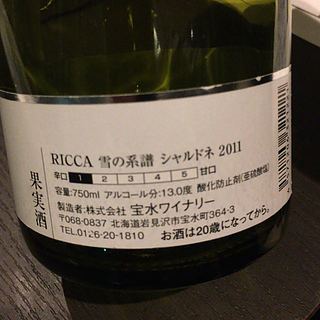 RICCA 雪の系譜 シャルドネ 2011
辛口 1 2 3 4 5 甘口
容量:750ml アルコール分:13.0度 酸化防止剤(亜硫酸塩)
製造者:株式会社 宝水ワイナリー
〒068-0837 北海道岩見沢市宝水町364-3
TEL.0126-20-1810 お酒は20歳になってから。
果実酒